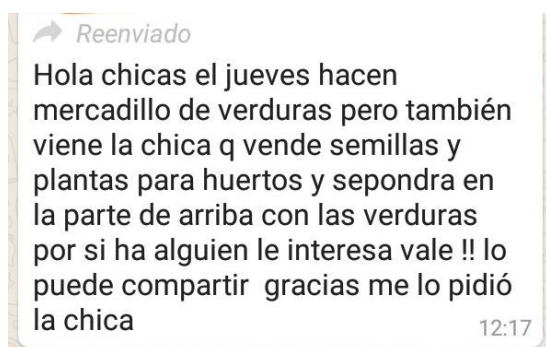 Reenviado
Hola chicas el jueves hacen
mercadillo de verduras pero también
viene la chica q vende semillas y
plantas para huertos y sepondra en
la parte de arriba con las verduras
por si ha alguien le interesa vale !! lo
puede compartir  gracias me lo pidió
la chica
12:17